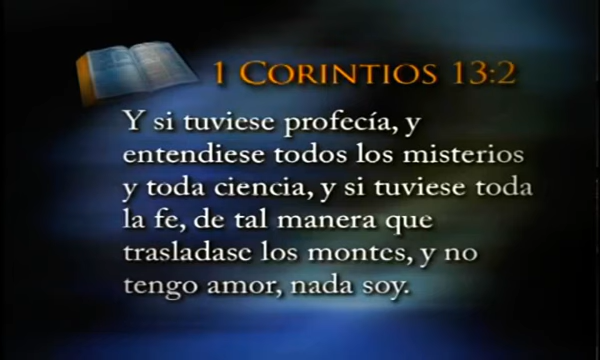 1 Corintios 13:2
Y si tuviese profecía, y
entendiese todos los misterios
y toda ciencia, y si tuviese toda
la fe, de tal manera que
trasladase los montes, y no
tengo amor, nada soy.